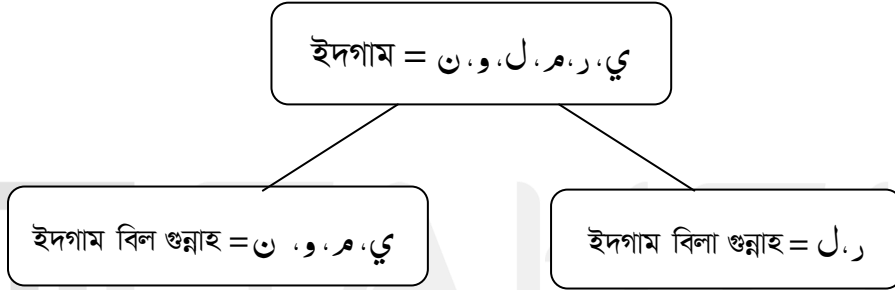 ইদগাম = ي، ر، م، ل، و، ن
ইদগাম বিল গুন্নাহ = ي، م، و، ن
ইদগাম বিলা গুন্নাহ = ر، ل